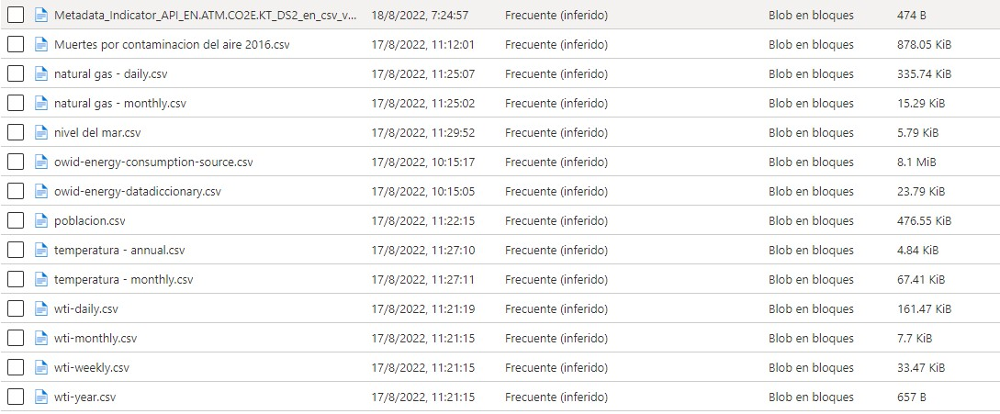 Metadata_Indicator_API_EN.ATM.CO2E.KT_DS2_en_csv_v... 18/8/2022, 7:24:57 Frecuente (inferido) Blob en bloques 474 B
Muertes por contaminacion del aire 2016.csv 17/8/2022, 11:12:01 Frecuente (inferido) Blob en bloques 878.05 KiB
natural gas - daily.csv 17/8/2022, 11:25:07 Frecuente (inferido) Blob en bloques 335.74 KiB
natural gas - monthly.csv 17/8/2022, 11:25:02 Frecuente (inferido) Blob en bloques 15.29 KiB
nivel del mar.csv 17/8/2022, 11:29:52 Frecuente (inferido) Blob en bloques 5.79 KiB
owid-energy-consumption-source.csv 17/8/2022, 10:15:17 Frecuente (inferido) Blob en bloques 8.1 MiB
owid-energy-datadiccionary.csv 17/8/2022, 10:15:05 Frecuente (inferido) Blob en bloques 23.79 KiB
poblacion.csv 17/8/2022, 11:22:15 Frecuente (inferido) Blob en bloques 476.55 KiB
temperatura - annual.csv 17/8/2022, 11:27:10 Frecuente (inferido) Blob en bloques 4.84 KiB
temperatura - monthly.csv 17/8/2022, 11:27:11 Frecuente (inferido) Blob en bloques 67.41 KiB
wti-daily.csv 17/8/2022, 11:21:19 Frecuente (inferido) Blob en bloques 161.47 KiB
wti-monthly.csv 17/8/2022, 11:21:15 Frecuente (inferido) Blob en bloques 7.7 KiB
wti-weekly.csv 17/8/2022, 11:21:15 Frecuente (inferido) Blob en bloques 33.47 KiB
wti-year.csv 17/8/2022, 11:21:15 Frecuente (inferido) Blob en bloques 657 B